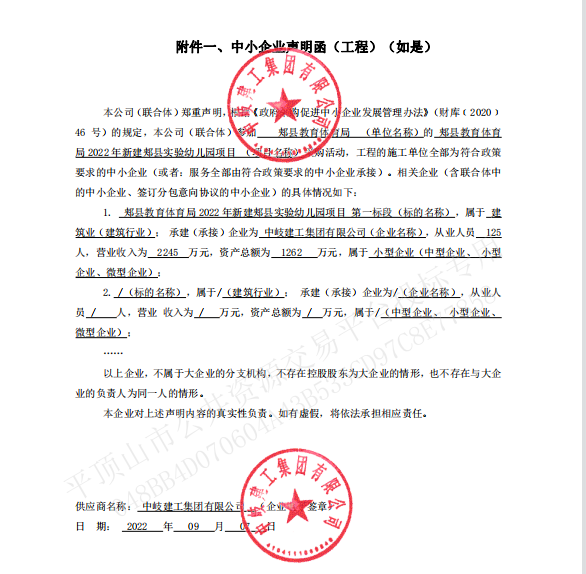 附件一、中小企业声明函（工程）（如是）
本公司（联合体）郑重声明，根据《政府采购促进中小企业发展管理办法》（财库﹝2020﹞
46 号）的规定，本公司（联合体）参加 郏县教育体育局 （单位名称）的 郏县教育体育
局 2022 年新建郏县实验幼儿园项目 （项目名称）采购活动，工程的施工单位全部为符合政策
要求的中小企业（或者：服务全部由符合政策要求的中小企业承接）。相关企业（含联合体中
的中小企业、签订分包意向协议的中小企业）的具体情况如下：
1. 郏县教育体育局 2022 年新建郏县实验幼儿园项目 第一标段（标的名称），属于 建
筑业（建筑行业）； 承建（承接）企业为 中岐建工集团有限公司（企业名称），从业人员 125
人，营业收入为 2245 万元，资产总额为 1262 万元，属于 小型企业（中型企业、 小型
企业、微型企业）；
2. /（标的名称），属于/（建筑行业）； 承建（承接）企业为/（企业名称），从业人
员 / 人，营业 收入为 / 万元，资产总额为 / 万元，属于/（中型企业、 小型企业、
微型企业）；
……
以上企业，不属于大企业的分支机构，不存在控股股东为大企业的情形，也不存在与大企
业的负责人为同一人的情形。
本企业对上述声明内容的真实性负责。如有虚假，将依法承担相应责任。
供应商名称： 中岐建工集团有限公司 （企业 签章）
日 期： 2022 年 09 月 07 日
中岐建工集团有限公司
中岐建工集团有限公司